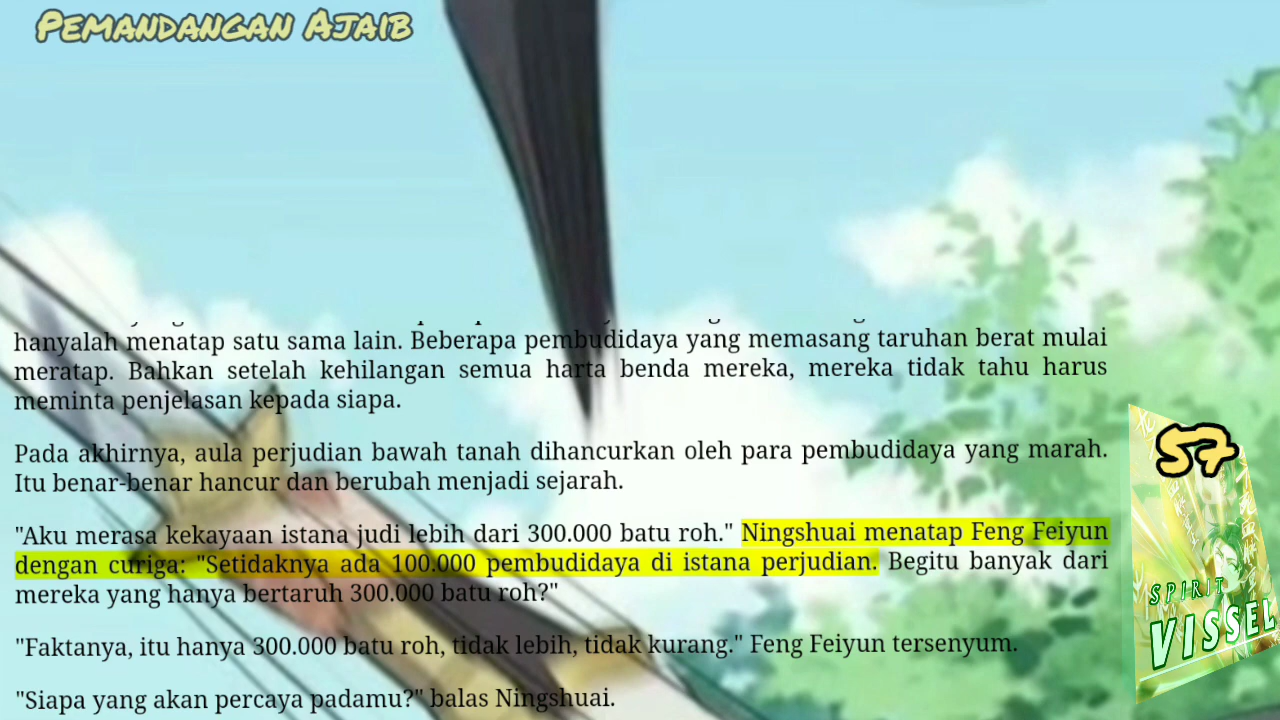 Pemandangan Ajaib
hanyalah menatap satu sama lain. Beberapa pembudidaya yang memasang taruhan berat mulai
meratap. Bahkan setelah kehilangan semua harta benda mereka, mereka tidak tahu harus
meminta penjelasan kepada siapa.
Pada akhirnya, aula perjudian bawah tanah dihancurkan oleh para pembudidaya yang marah.
Itu benar-benar hancur dan berubah menjadi sejarah.
"Aku merasa kekayaan istana judi lebih dari 300.000 batu roh." Ningshuai menatap Feng Feiyun
dengan curiga: "Setidaknya ada 100.000 pembudidaya di istana perjudian. Begitu banyak dari
mereka yang hanya bertaruh 300.000 batu roh?"
"Faktanya, itu hanya 300.000 batu roh, tidak lebih, tidak kurang." Feng Feiyun tersenyum.
"Siapa yang akan percaya padamu?" balas Ningshuai.
57
SPIRIT
VISSEL